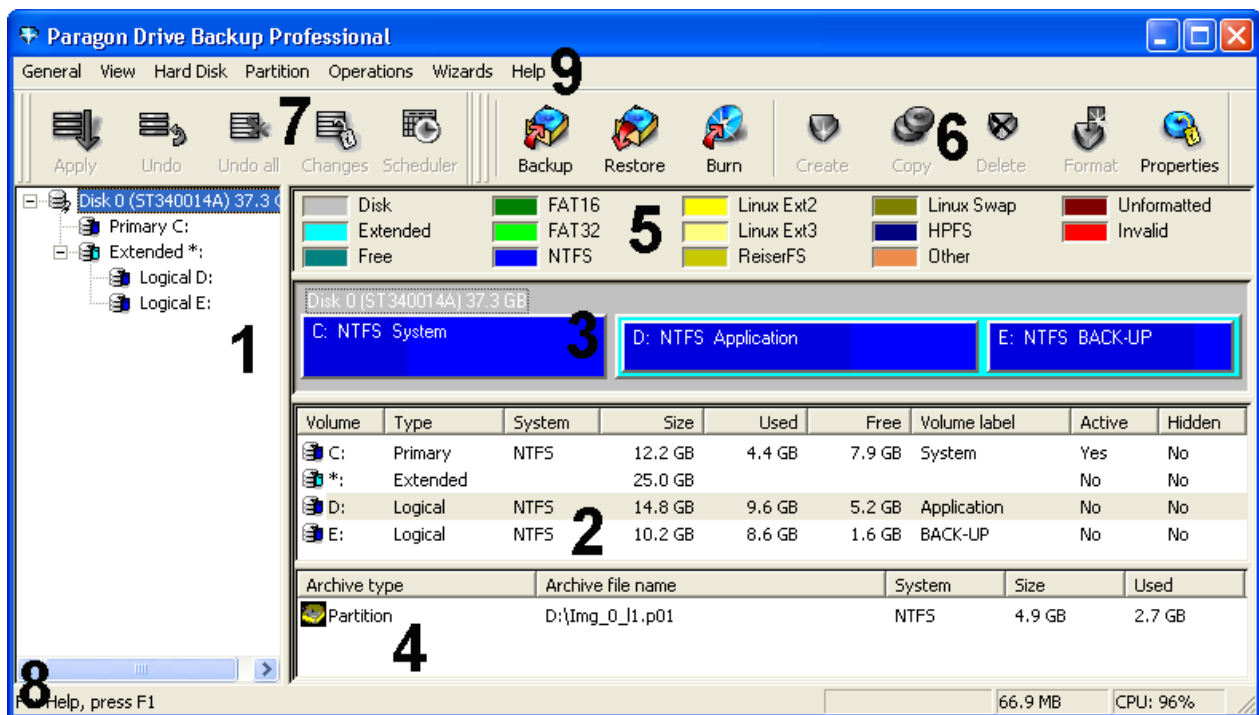 Paragon Drive Backup Professional
General View Hard Disk Partition Operations Wizards Help 9
7 6
Apply Undo Undo all Changes Scheduler Backup Restore Burn Create Copy Delete Format Properties
Disk 0 (ST340014A) 37.3
Primary C:
Extended *:
Logical D:
Logical E:
1
Disk FAT16 Linux Ext2 Linux Swap Unformatted
Extended FAT32 5 Linux Ext3 HPFS Invalid
Free NTFS ReiserFS Other
Disk 0 (ST340014A) 37.3 GB
C: NTFS System 3 D: NTFS Application E: NTFS BACK-UP
Volume Type System Size Used Free Volume label Active Hidden
C: Primary NTFS 12.2 GB 4.4 GB 7.9 GB System Yes No
*: Extended 25.0 GB No No
D: Logical NTFS 14.8 GB 9.6 GB 5.2 GB Application No No
E: Logical NTFS 2 10.2 GB 8.6 GB 1.6 GB BACK-UP No No
Archive type Archive file name System Size Used
Partition D:\Img_0_l1.p01 NTFS 4.9 GB 2.7 GB
4
8
Help, press F1 66.9 MB CPU: 96%